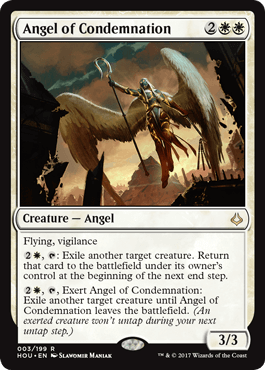 Angel of Condemnation 2WW
Creature — Angel
Flying, vigilance
2W, T: Exile another target creature. Return
that card to the battlefield under its owner's
control at the beginning of the next end step.
2W, T, Exert Angel of Condemnation:
Exile another target creature until Angel of
Condemnation leaves the battlefield. (An
exerted creature won't untap during your
next untap step.)
3/3
003/199 R
HOU • EN SLAWOMIR MANIAK
™ & © 2017 Wizards of the Coast